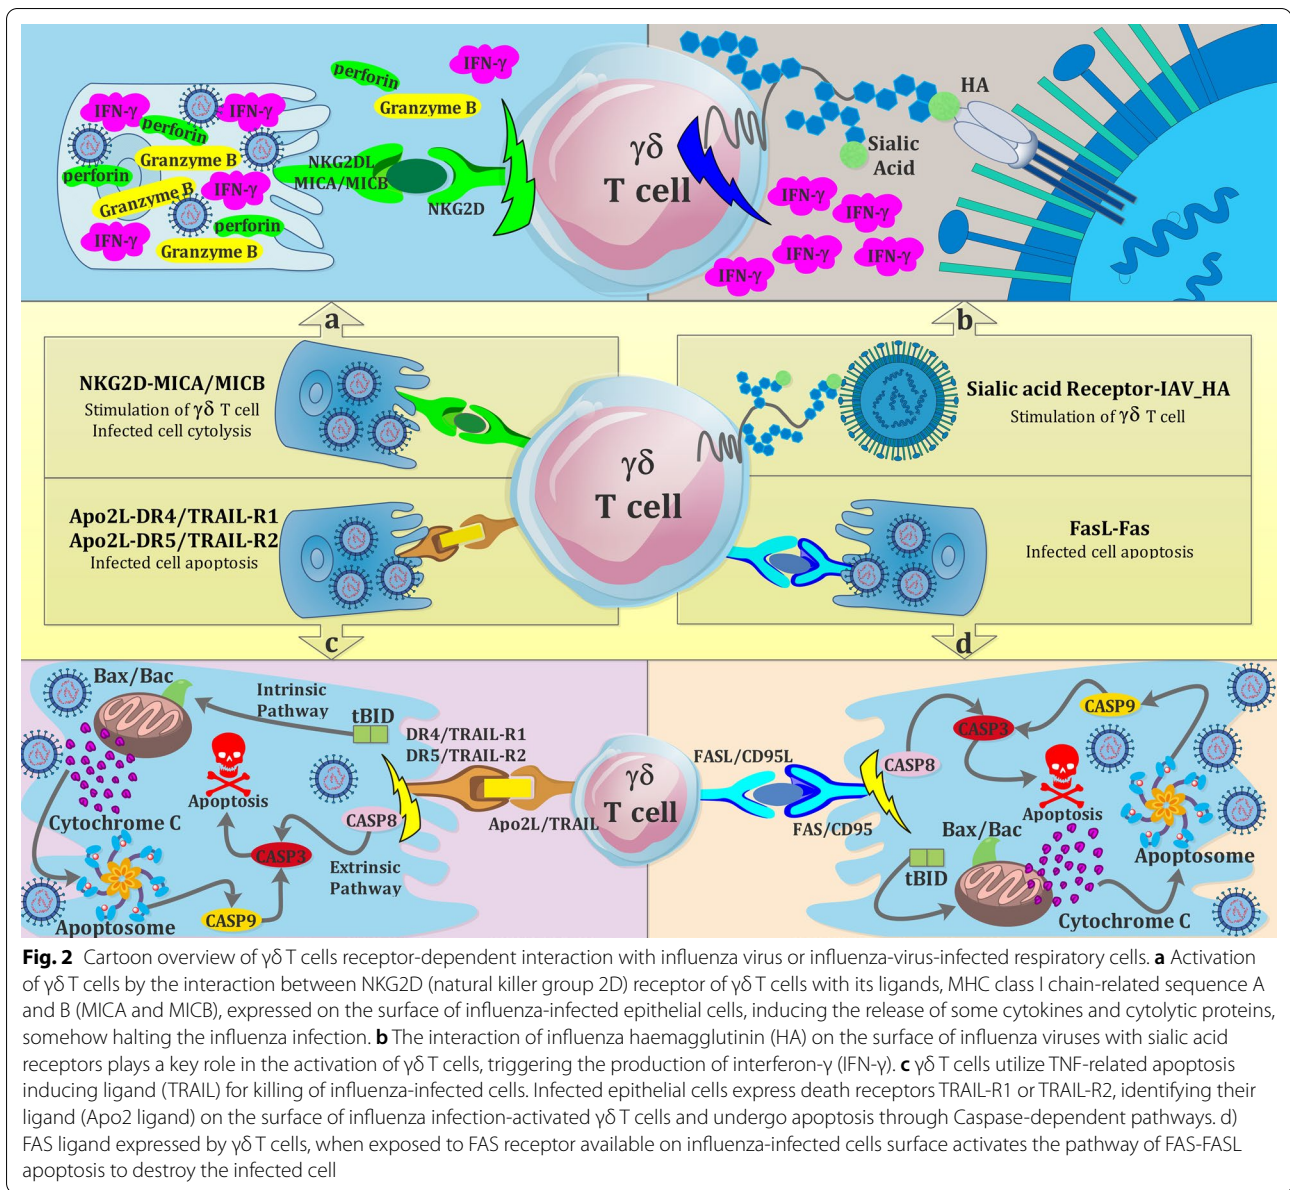 IFN-γ
perforin
Granzyme B
IFN-γ
IFN-γ
perforin
Granzyme B
perforin
Granzyme B
IFN-γ
perforin
IFN-γ
Granzyme B
NKG2DL
MICA/MICB
NKG2D
γδ
T cell
HA
Sialic
Acid
IFN-γ
IFN-γ
IFN-γ
IFN-γ
IFN-γ
a
b
NKG2D-MICA/MICB
Stimulation of γδ T cell
Infected cell cytolysis
Sialic acid Receptor-IAV_HA
Stimulation of γδ T cell
γδ
T cell
Apo2L-DR4/TRAIL-R1
Apo2L-DR5/TRAIL-R2
Infected cell apoptosis
FasL-Fas
Infected cell apoptosis
c
d
Bax/Bac
Intrinsic
Pathway
tBID
DR4/TRAIL-R1
DR5/TRAIL-R2
Apoptosis
Cytochrome C
CASP8
CASP3
Extrinsic
Pathway
CASP9
Apoptosome
Apo2L/TRAIL
γδ
T cell
FASL/CD95L
FAS/CD95
CASP8
CASP3
CASP9
Apoptosis
Bax/Bac
tBID
Apoptosome
Cytochrome C
Fig. 2 Cartoon overview of γδ T cells receptor-dependent interaction with influenza virus or influenza-virus-infected respiratory cells. a Activation
of γδ T cells by the interaction between NKG2D (natural killer group 2D) receptor of γδ T cells with its ligands, MHC class I chain-related sequence A
and B (MICA and MICB), expressed on the surface of influenza-infected epithelial cells, inducing the release of some cytokines and cytolytic proteins,
somehow halting the influenza infection. b The interaction of influenza haemagglutinin (HA) on the surface of influenza viruses with sialic acid
receptors plays a key role in the activation of γδ T cells, triggering the production of interferon-γ (IFN-γ). c γδ T cells utilize TNF-related apoptosis
inducing ligand (TRAIL) for killing of influenza-infected cells. Infected epithelial cells express death receptors TRAIL-R1 or TRAIL-R2, identifying their
ligand (Apo2 ligand) on the surface of influenza infection-activated γδ T cells and undergo apoptosis through Caspase-dependent pathways. d)
FAS ligand expressed by γδ T cells, when exposed to FAS receptor available on influenza-infected cells surface activates the pathway of FAS-FASL
apoptosis to destroy the infected cell